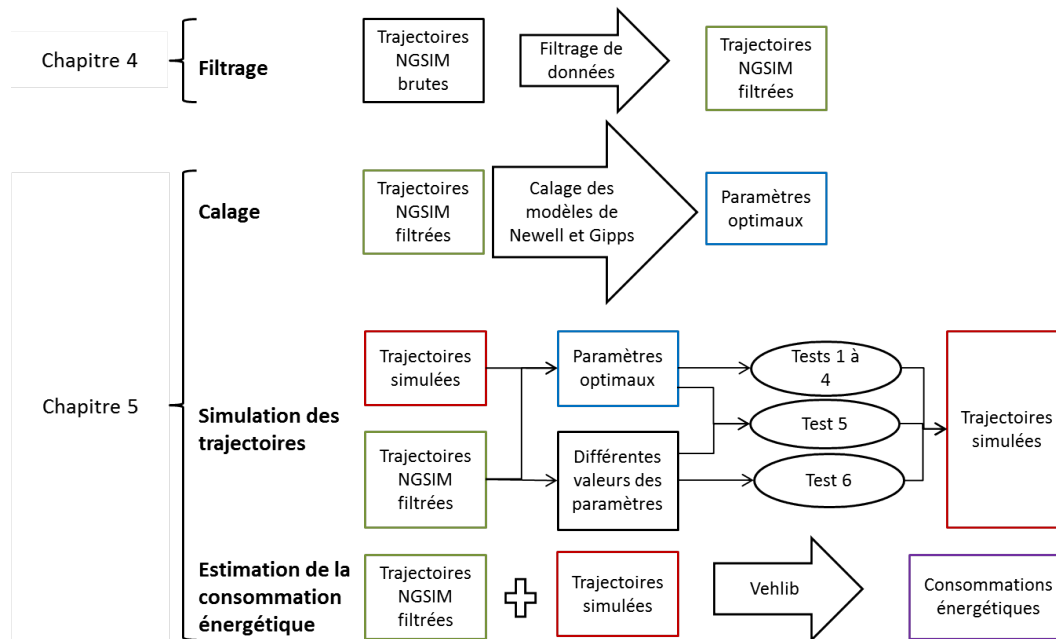 Chapitre 4
Filtrage
Trajectoires
NGSIM
brutes
Filtrage de
données
Trajectoires
NGSIM
filtrées
Chapitre 5
Calage
Trajectoires
NGSIM
filtrées
Calage des
modèles de
Newell et Gipps
Paramètres
optimaux
Simulation des
trajectoires
Trajectoires
simulées
Paramètres
optimaux
Tests 1 à
4
Trajectoires
NGSIM
filtrées
Différentes
valeurs des
paramètres
Test 5
Test 6
Trajectoires
simulées
Estimation de la
consommation
énergétique
Trajectoires
NGSIM
filtrées
Trajectoires
simulées
Vehlib
Consommations
énergétiques